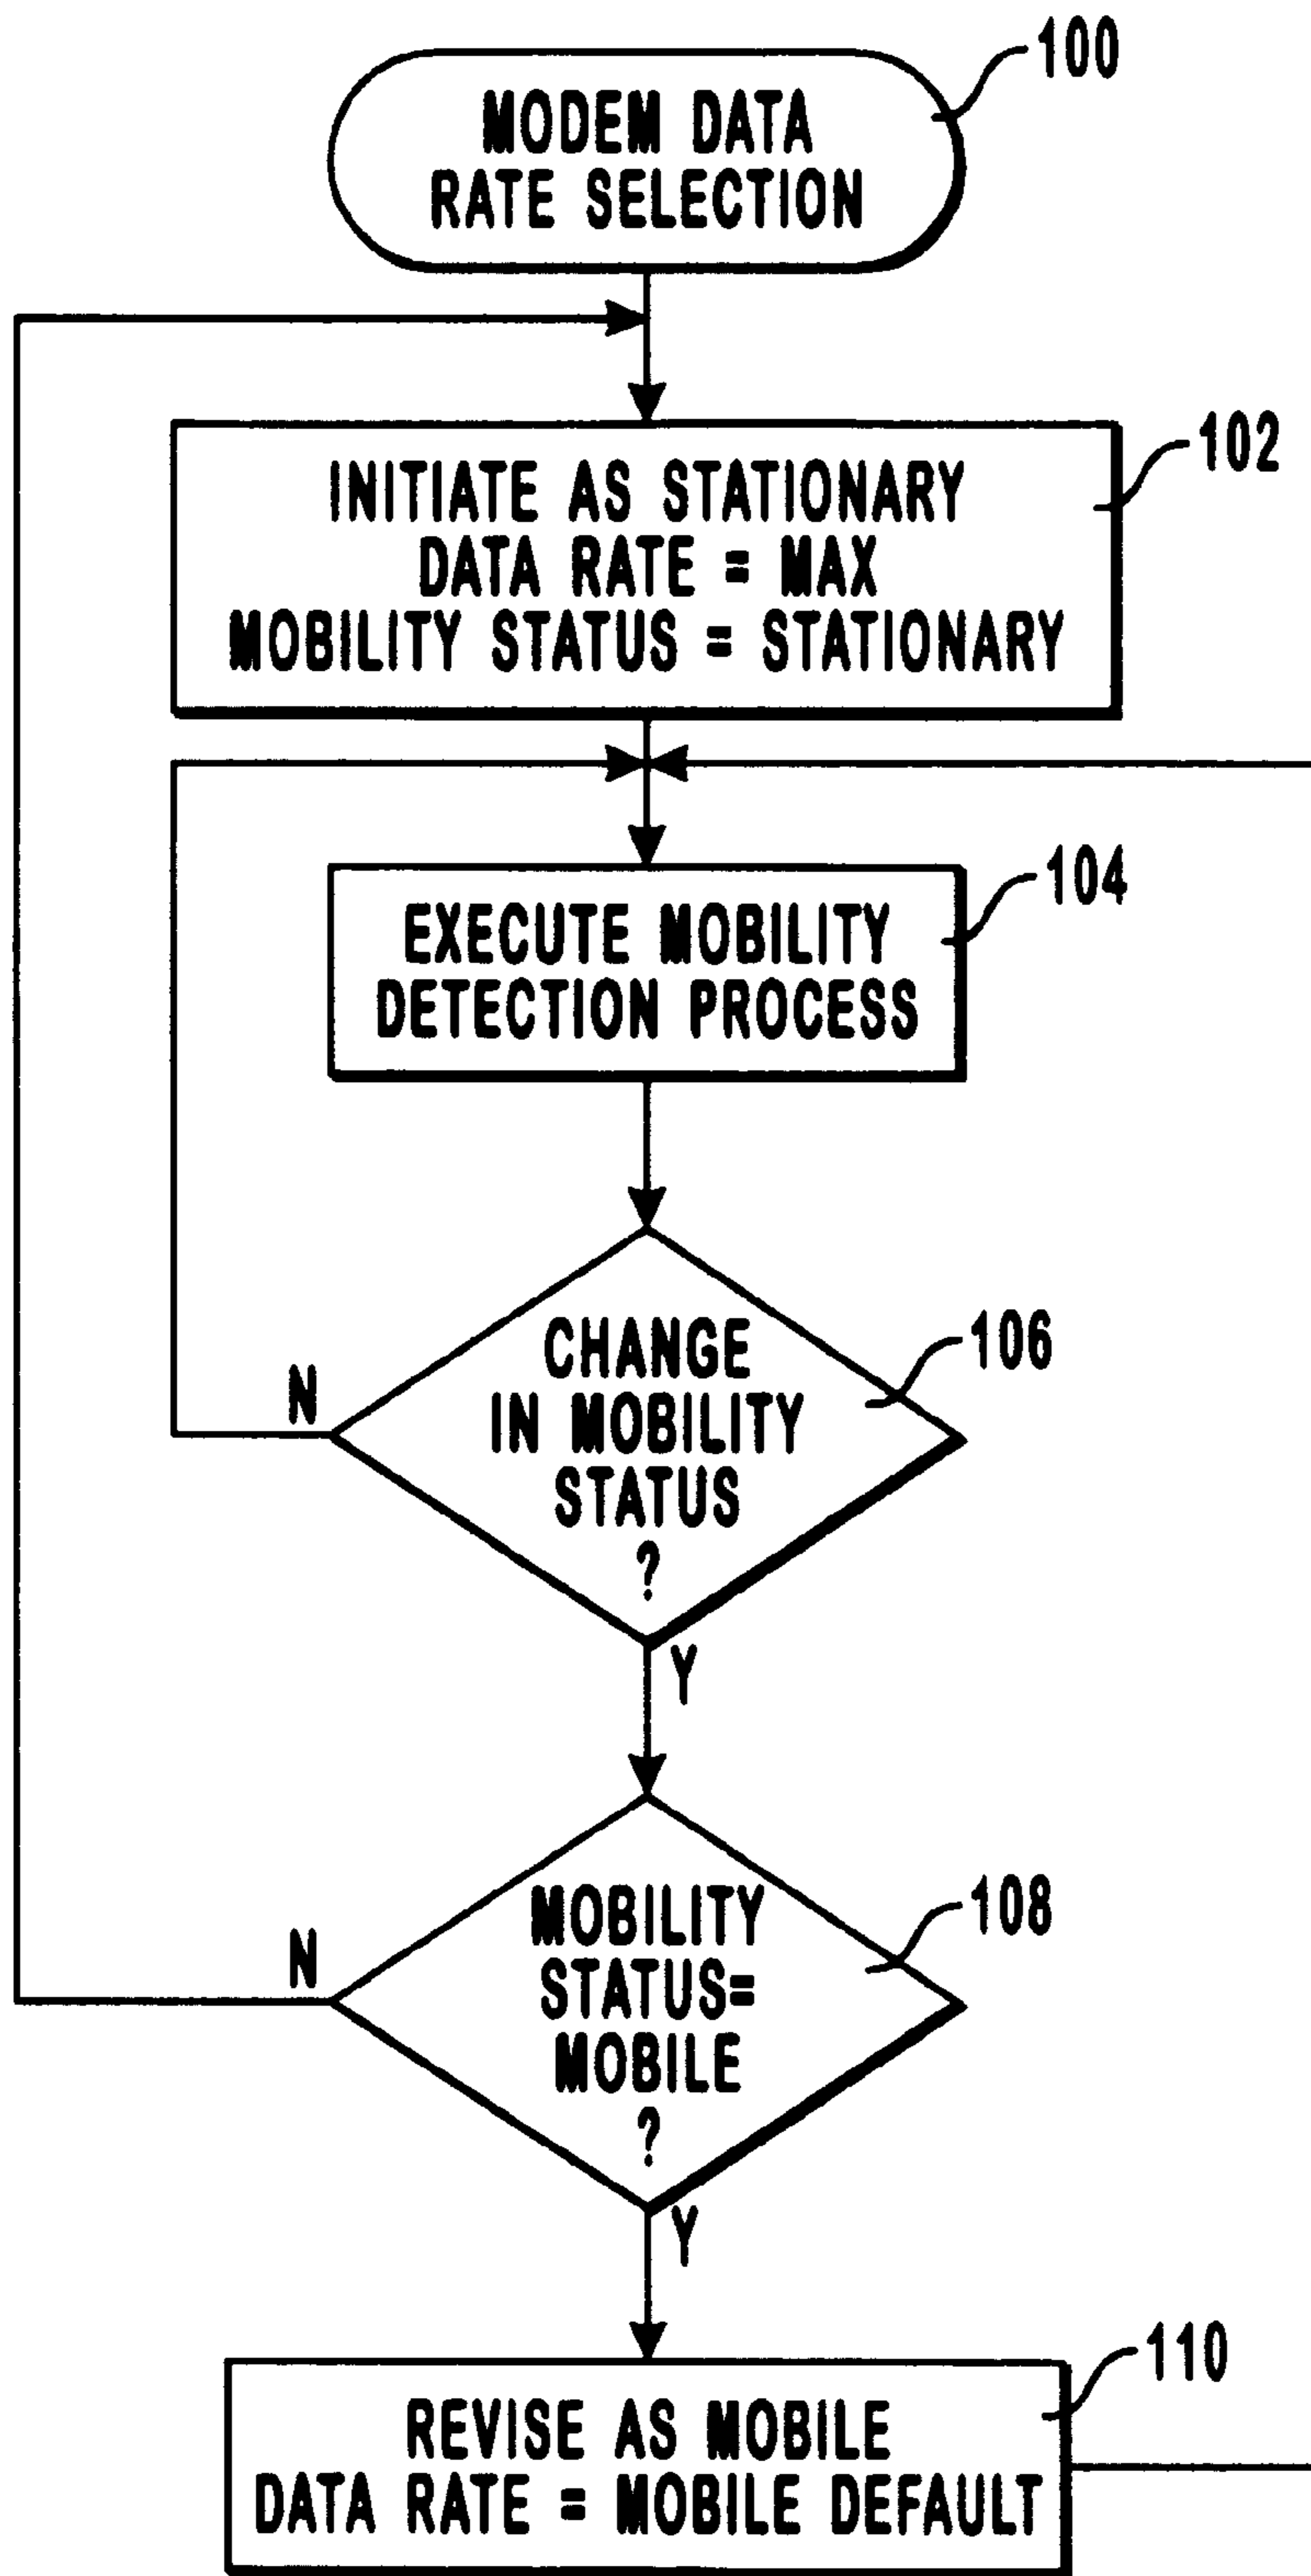 100
MODEM DATA
RATE SELECTION
102
INITIATE AS STATIONARY
DATA RATE = MAX
MOBILITY STATUS = STATIONARY
104
EXECUTE MOBILITY
DETECTION PROCESS
106
CHANGE
IN MOBILITY
STATUS
?
N
Y
108
MOBILITY
STATUS=
MOBILE
?
N
Y
110
REVISE AS MOBILE
DATA RATE = MOBILE DEFAULT